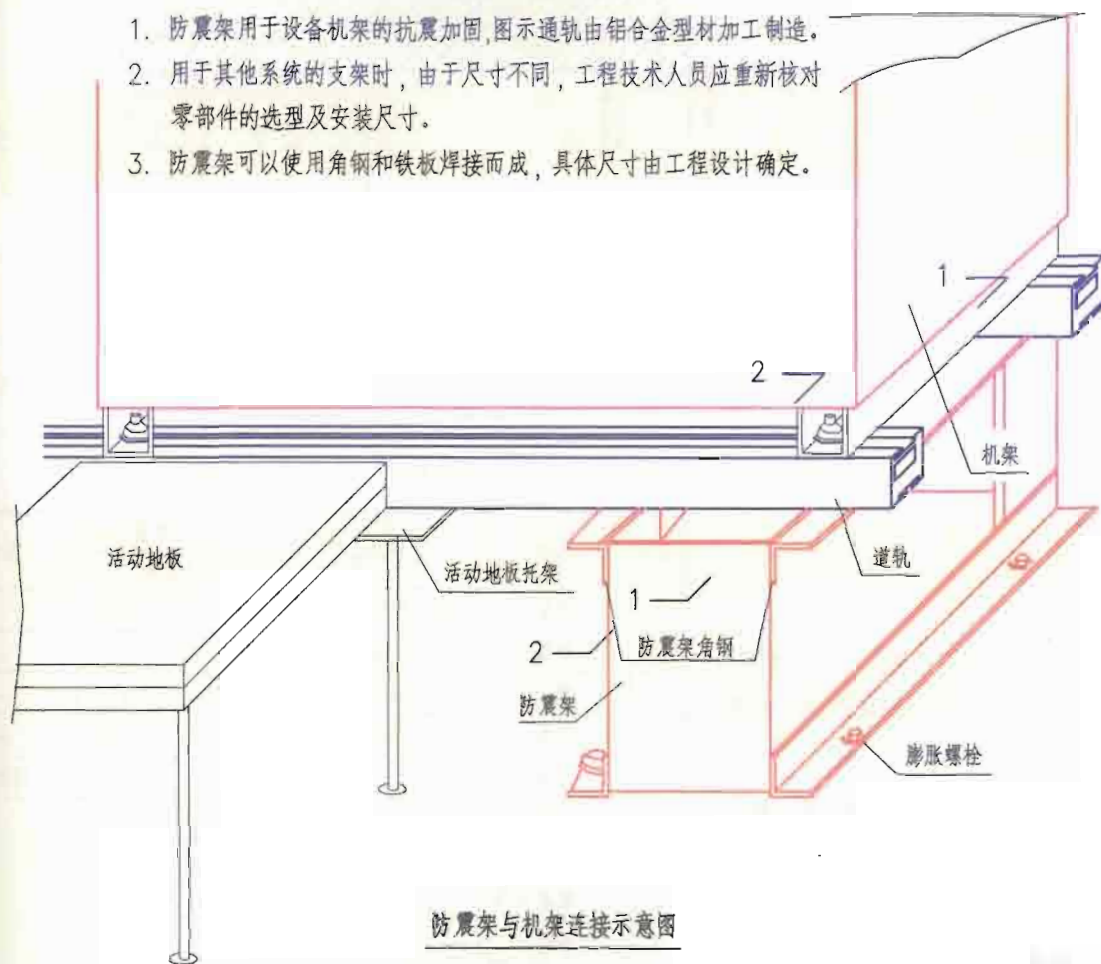 1. 防震架用于设备机架的抗震加固,图示通轨由铝合金型材加工制造。
2. 用于其他系统的支架时，由于尺寸不同，工程技术人员应重新核对
零部件的选型及安装尺寸。
3. 防震架可以使用角钢和铁板焊接而成，具体尺寸由工程设计确定。
1
2
机架
活动地板
活动地板托架
道轨
1
2
防震架角钢
防震架
膨胀螺栓
防震架与机架连接示意图